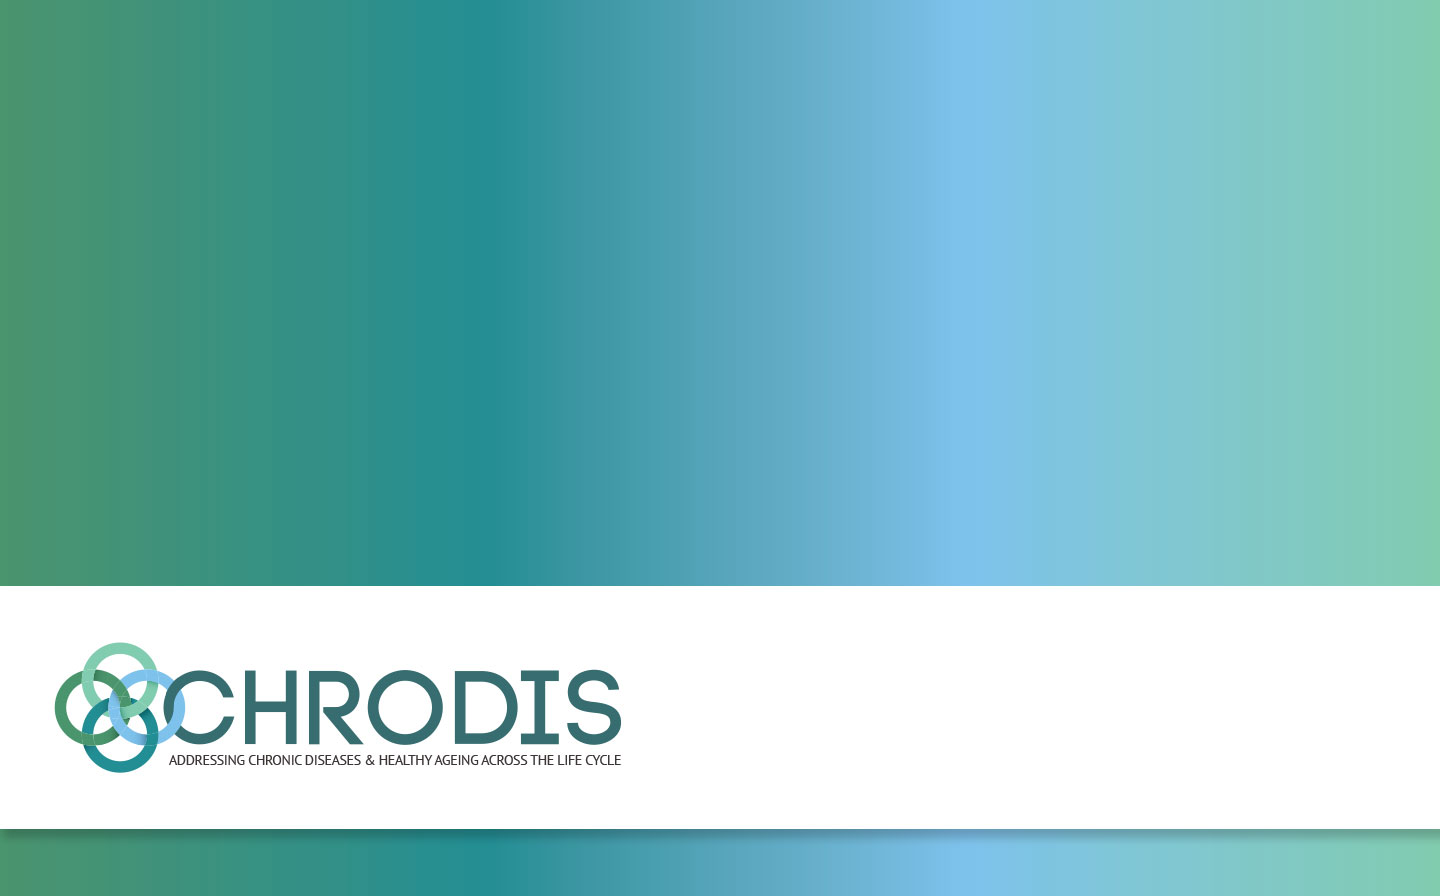 CHRODIS
ADDRESSING CHRONIC DISEASES & HEALTHY AGEING ACROSS THE LIFE CYCLE